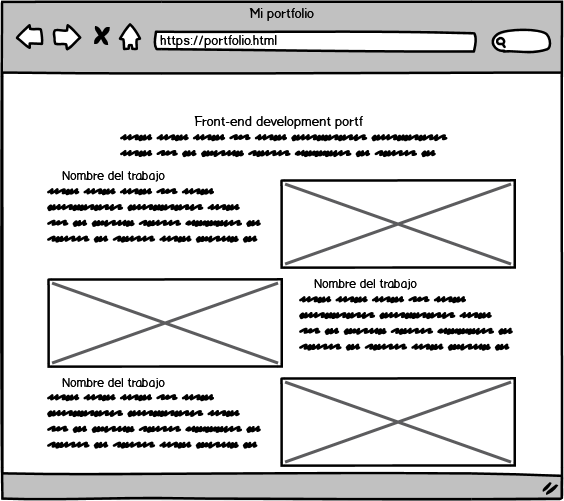 Mi portfolio
https://portfolio.html
Front-end development portf
Nombre del trabajo
Nombre del trabajo
Nombre del trabajo